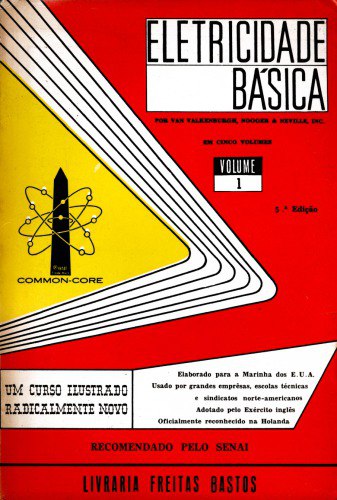 ELETRICIDADE
BÁSICA
POR VAN VALKENBURGH, NOOGER & NEVILLE, INC.
EM CINCO VOLUMES
VOLUME
1
5ª Edição
COMMON-CORE
UM CURSO ILUSTRADO
RADICALMENTE NOVO
Elaborado para a Marinha dos E.U.A.
Usado por grandes emprêsas, escolas técnicas
e sindicatos norte-americanos
Adotado pelo Exército inglês
Oficialmente reconhecido na Holanda
RECOMENDADO PELO SENAI
LIVRARIA FREITAS BASTOS